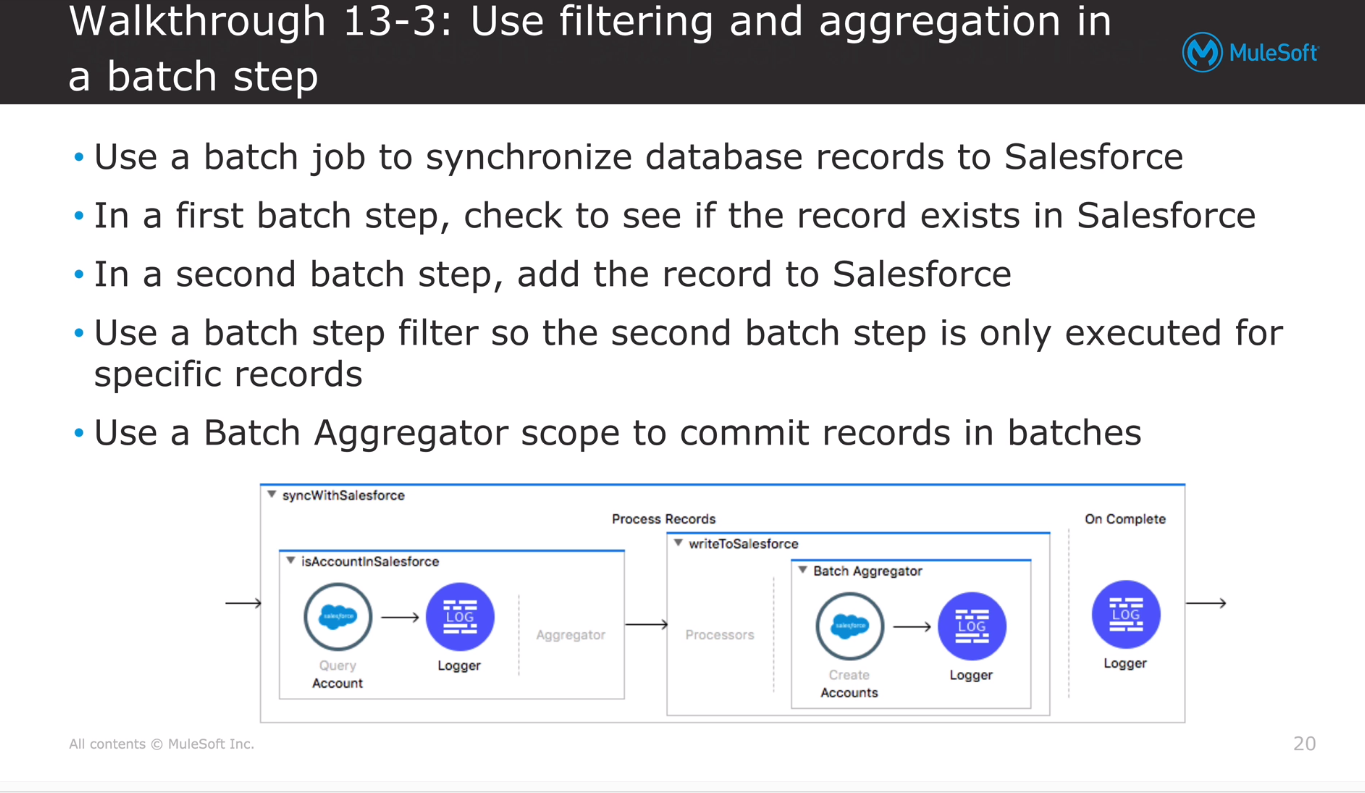 Walkthrough 13-3: Use filtering and aggregation in
a batch step
MuleSoft
• Use a batch job to synchronize database records to Salesforce
• In a first batch step, check to see if the record exists in Salesforce
• In a second batch step, add the record to Salesforce
• Use a batch step filter so the second batch step is only executed for
specific records
• Use a Batch Aggregator scope to commit records in batches
syncWithSalesforce
Process Records
On Complete
isAccountInSalesforce
salesforce
LOG
Aggregator
Query
Account
Logger
writeToSalesforce
Processors
Batch Aggregator
salesforce
LOG
Create
Accounts
Logger
LOG
Logger
All contents © MuleSoft Inc.
20